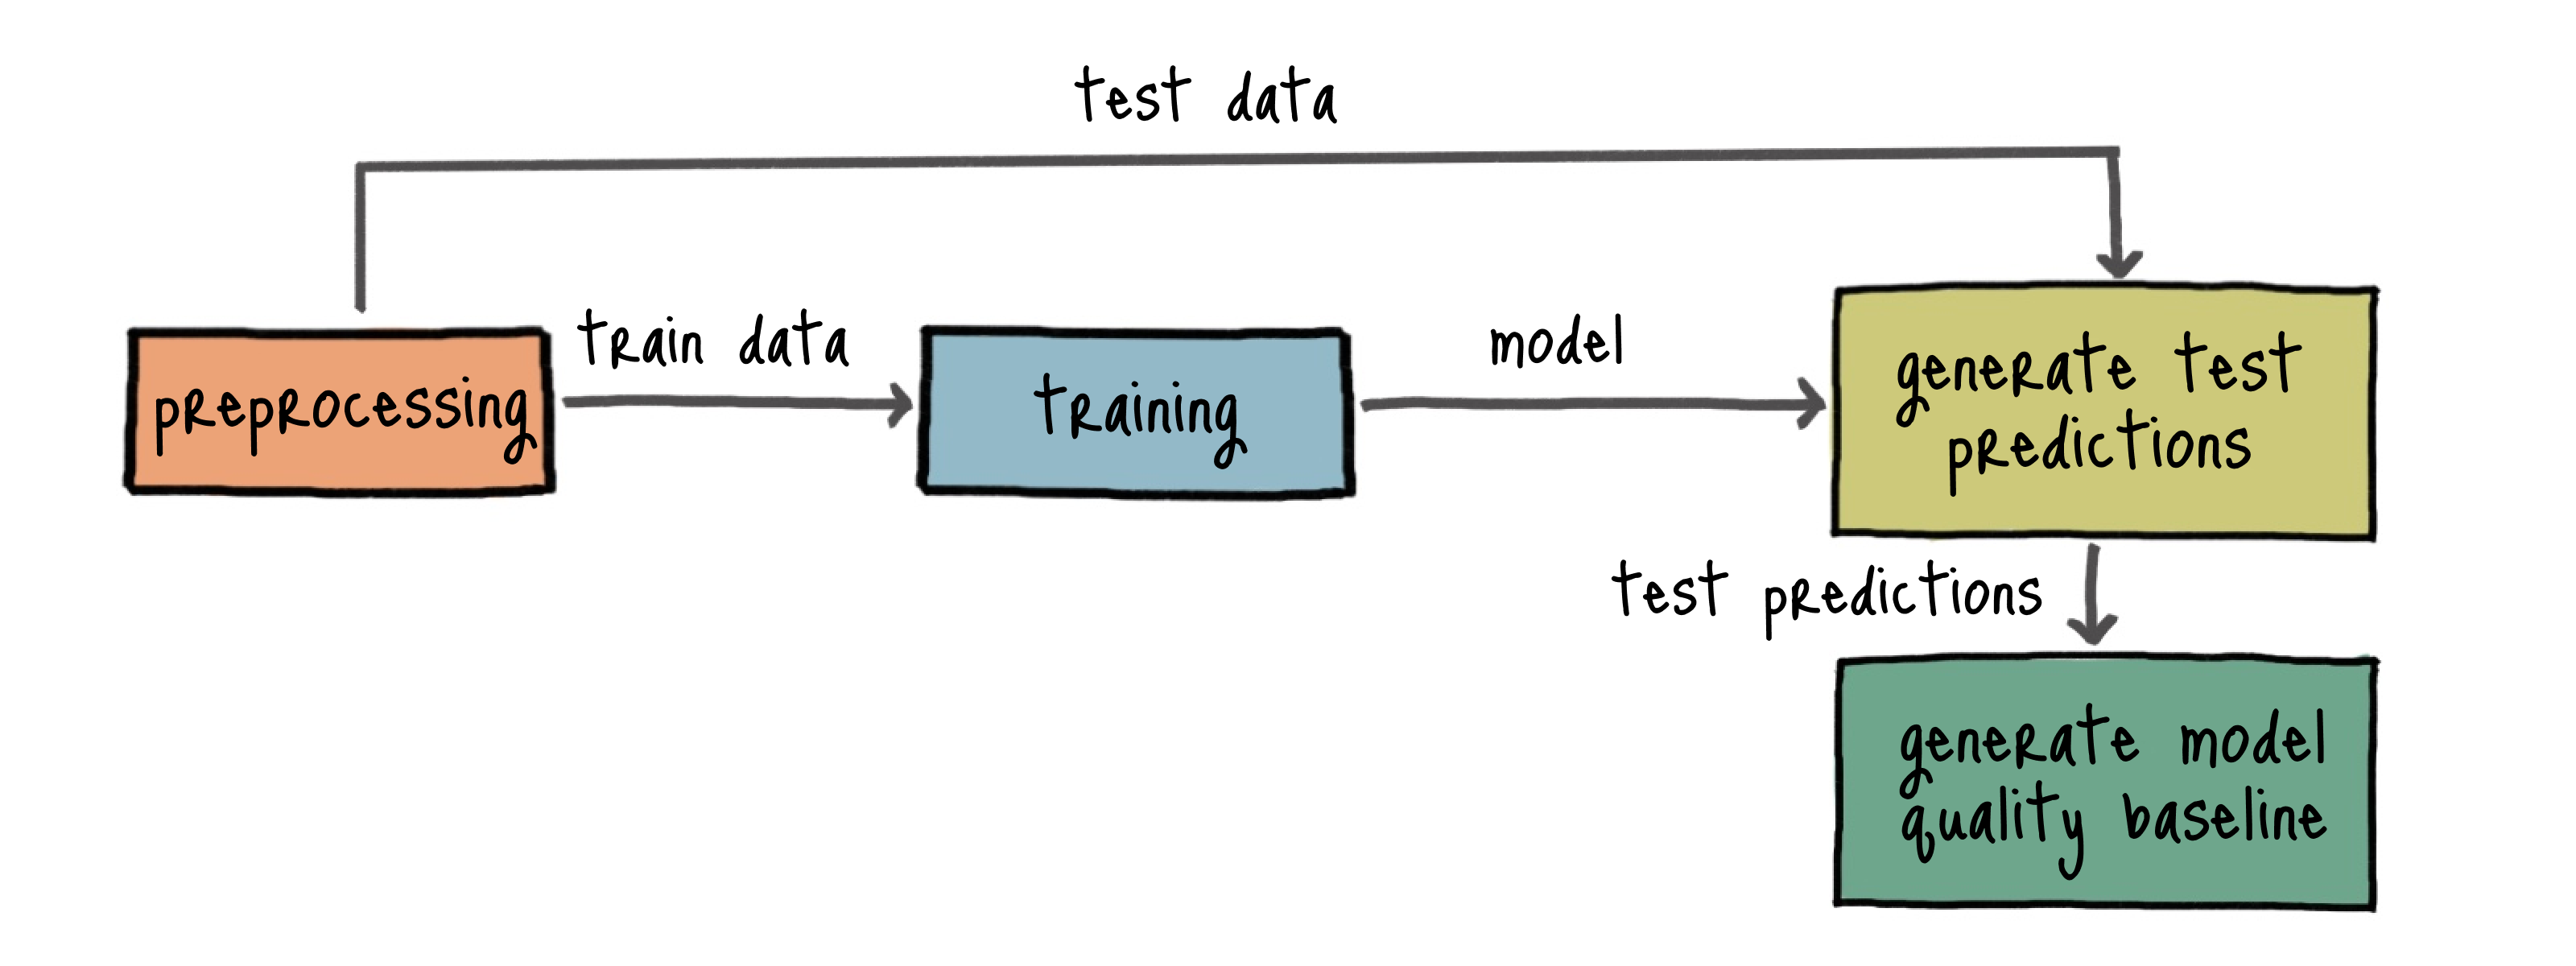 test data
preprocessing
train data
training
model
generate test
predictions
test predictions
generate model
quality baseline